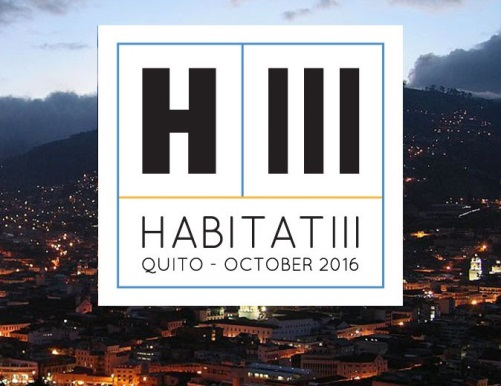 H III
HABITAT III
QUITO - OCTOBER 2016